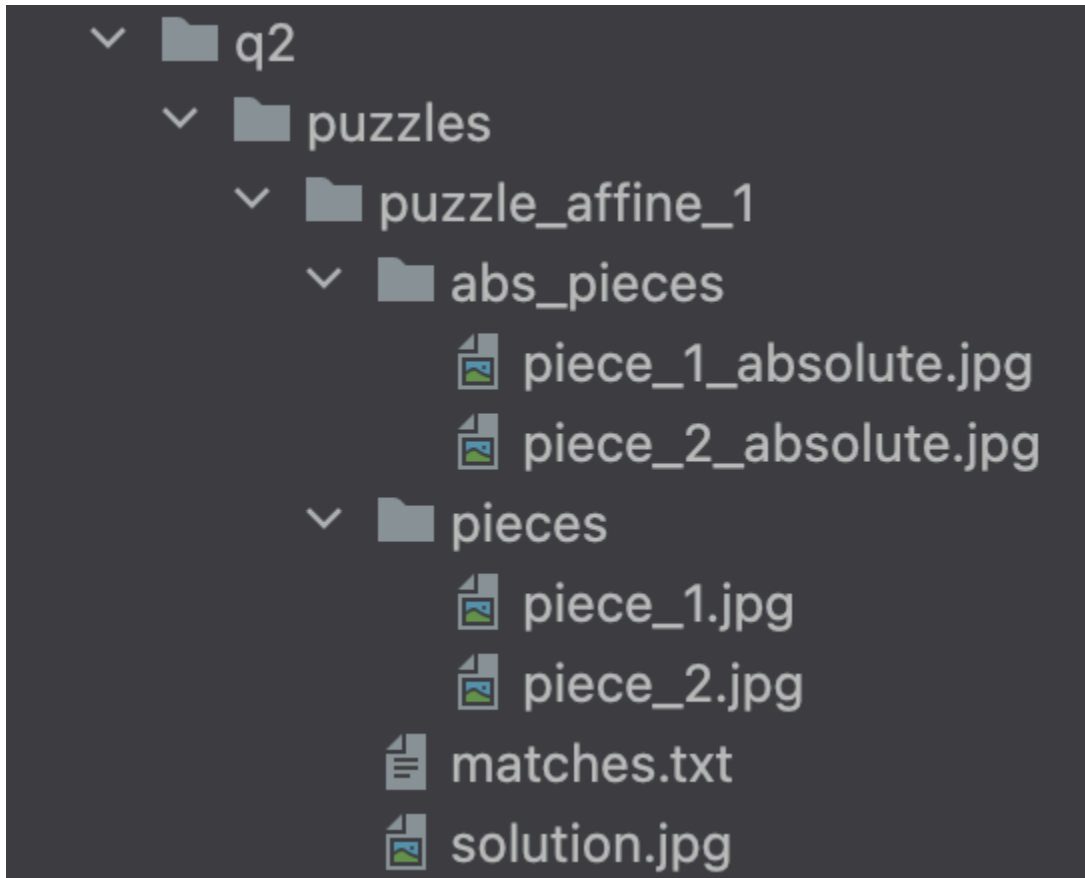 q2
puzzles
puzzle_affine_1
abs_pieces
piece_1_absolute.jpg
piece_2_absolute.jpg
pieces
piece_1.jpg
piece_2.jpg
matches.txt
solution.jpg